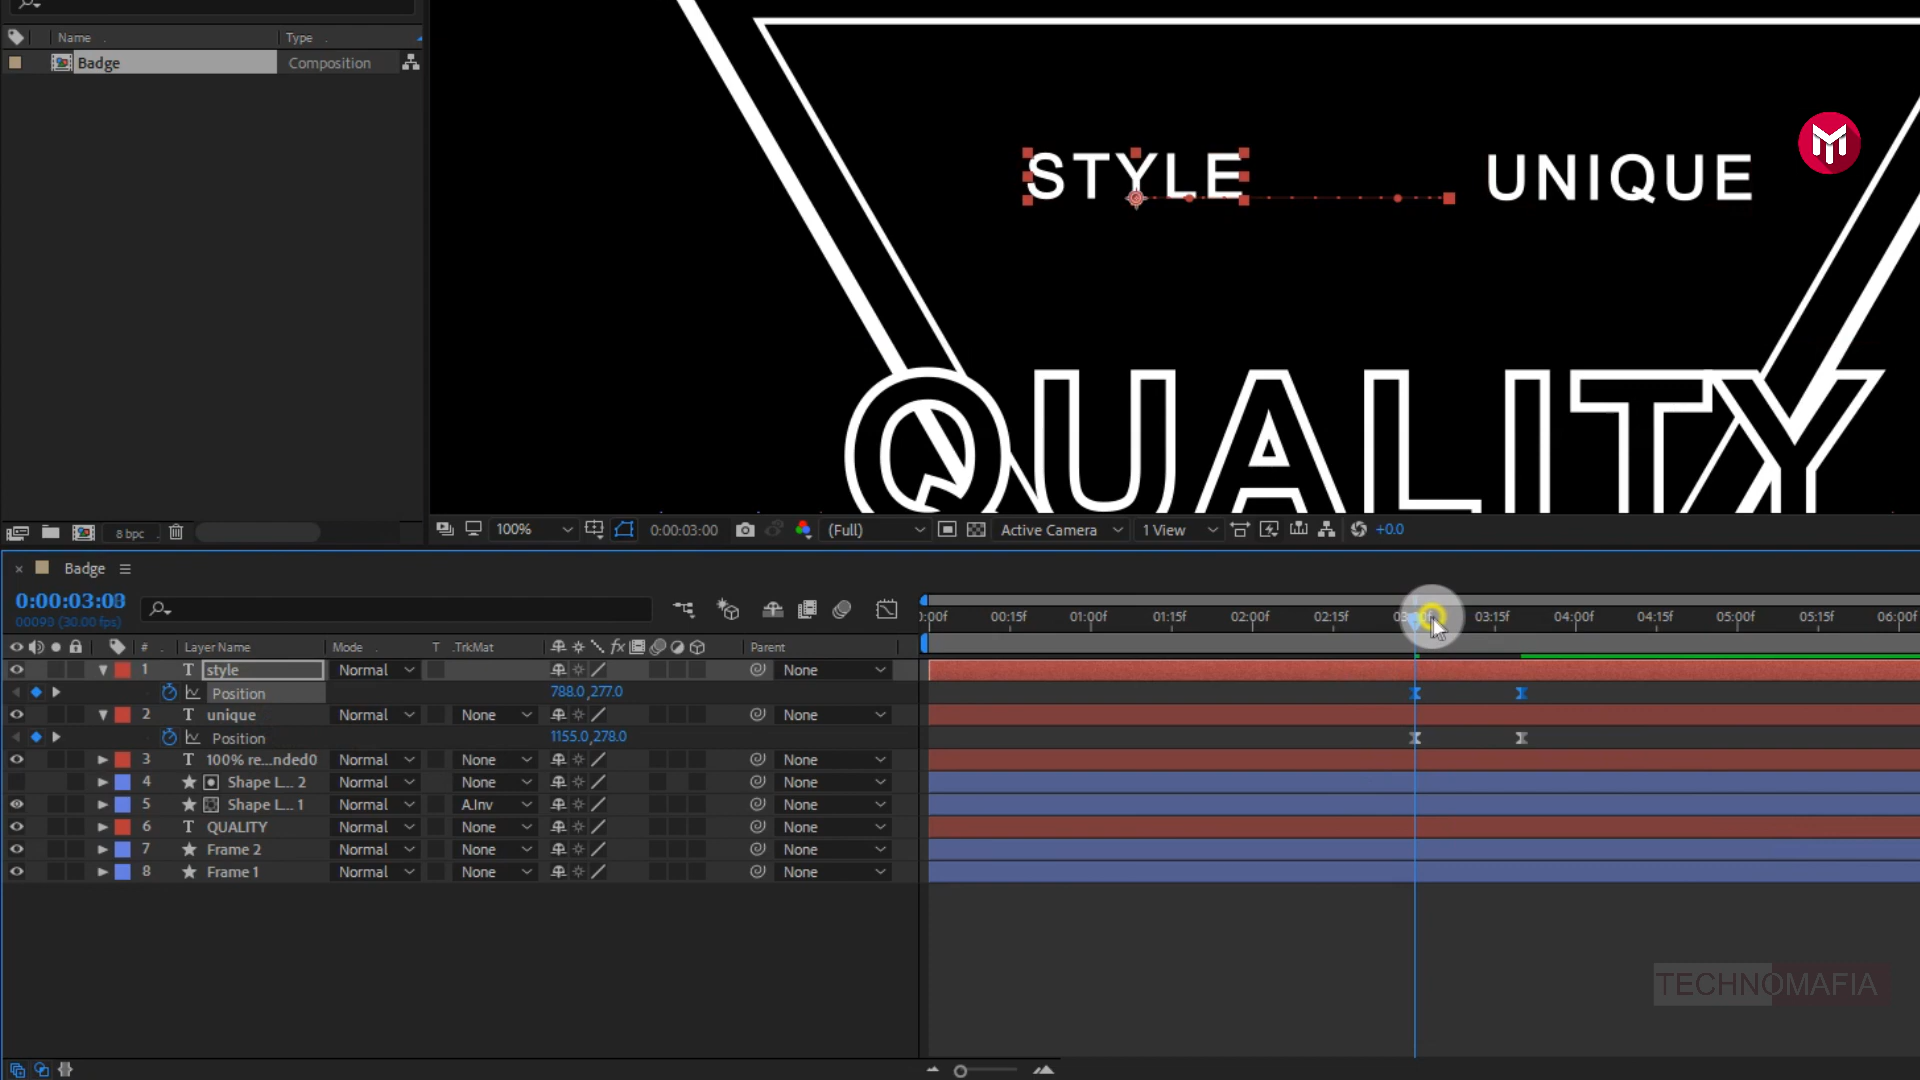 Name
Type
Badge
Composition
STYLE
UNIQUE
QUALITY
8 bpc
100%
0:00:03:00
(Full)
Active Camera
1 View
+0.0
Badge
0:00:03:00
00090 (30.00 fps)
:00f 00:15f 01:00f 01:15f 02:00f 02:15f 03:00f 03:15f 04:00f 04:15f 05:00f 05:15f 06:00f
# Layer Name Mode T .TrkMat fx Parent
1 T style Normal None
Position 788.0,277.0
2 T unique Normal None None
Position 1155.0,278.0
3 T 100% re...nded0 Normal None None
4 Shape L... 2 Normal None None
5 Shape L... 1 Normal A.Inv None
6 T QUALITY Normal None None
7 Frame 2 Normal None None
8 Frame 1 Normal None None
TECHNOMAFIA